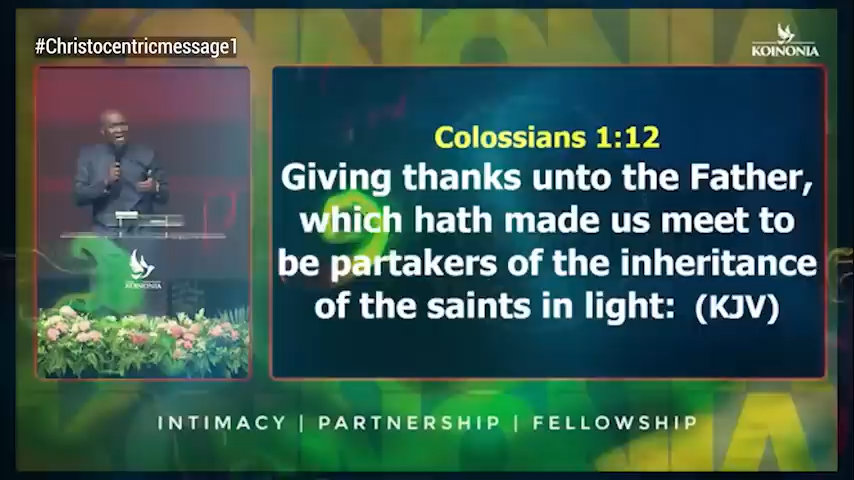 #Christocentricmessage1
KOINONIA
Colossians 1:12
Giving thanks unto the Father,
which hath made us meet to
be partakers of the inheritance
of the saints in light: (KJV)
KOINONIA
INTIMACY | PARTNERSHIP | FELLOWSHIP